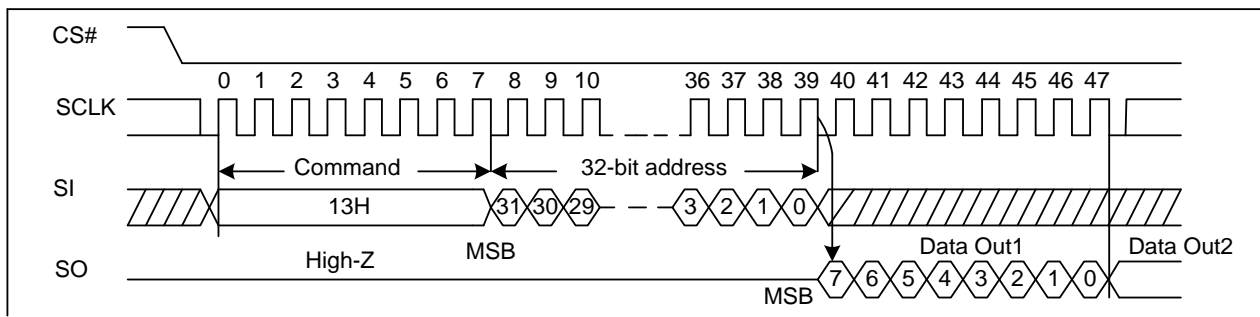 CS#
0 1 2 3 4 5 6 7 8 9 10 36 37 38 39 40 41 42 43 44 45 46 47
SCLK
Command 32-bit address
SI
13H 31 30 29 3 2 1 0
High-Z MSB Data Out1 Data Out2
SO
MSB 7 6 5 4 3 2 1 0